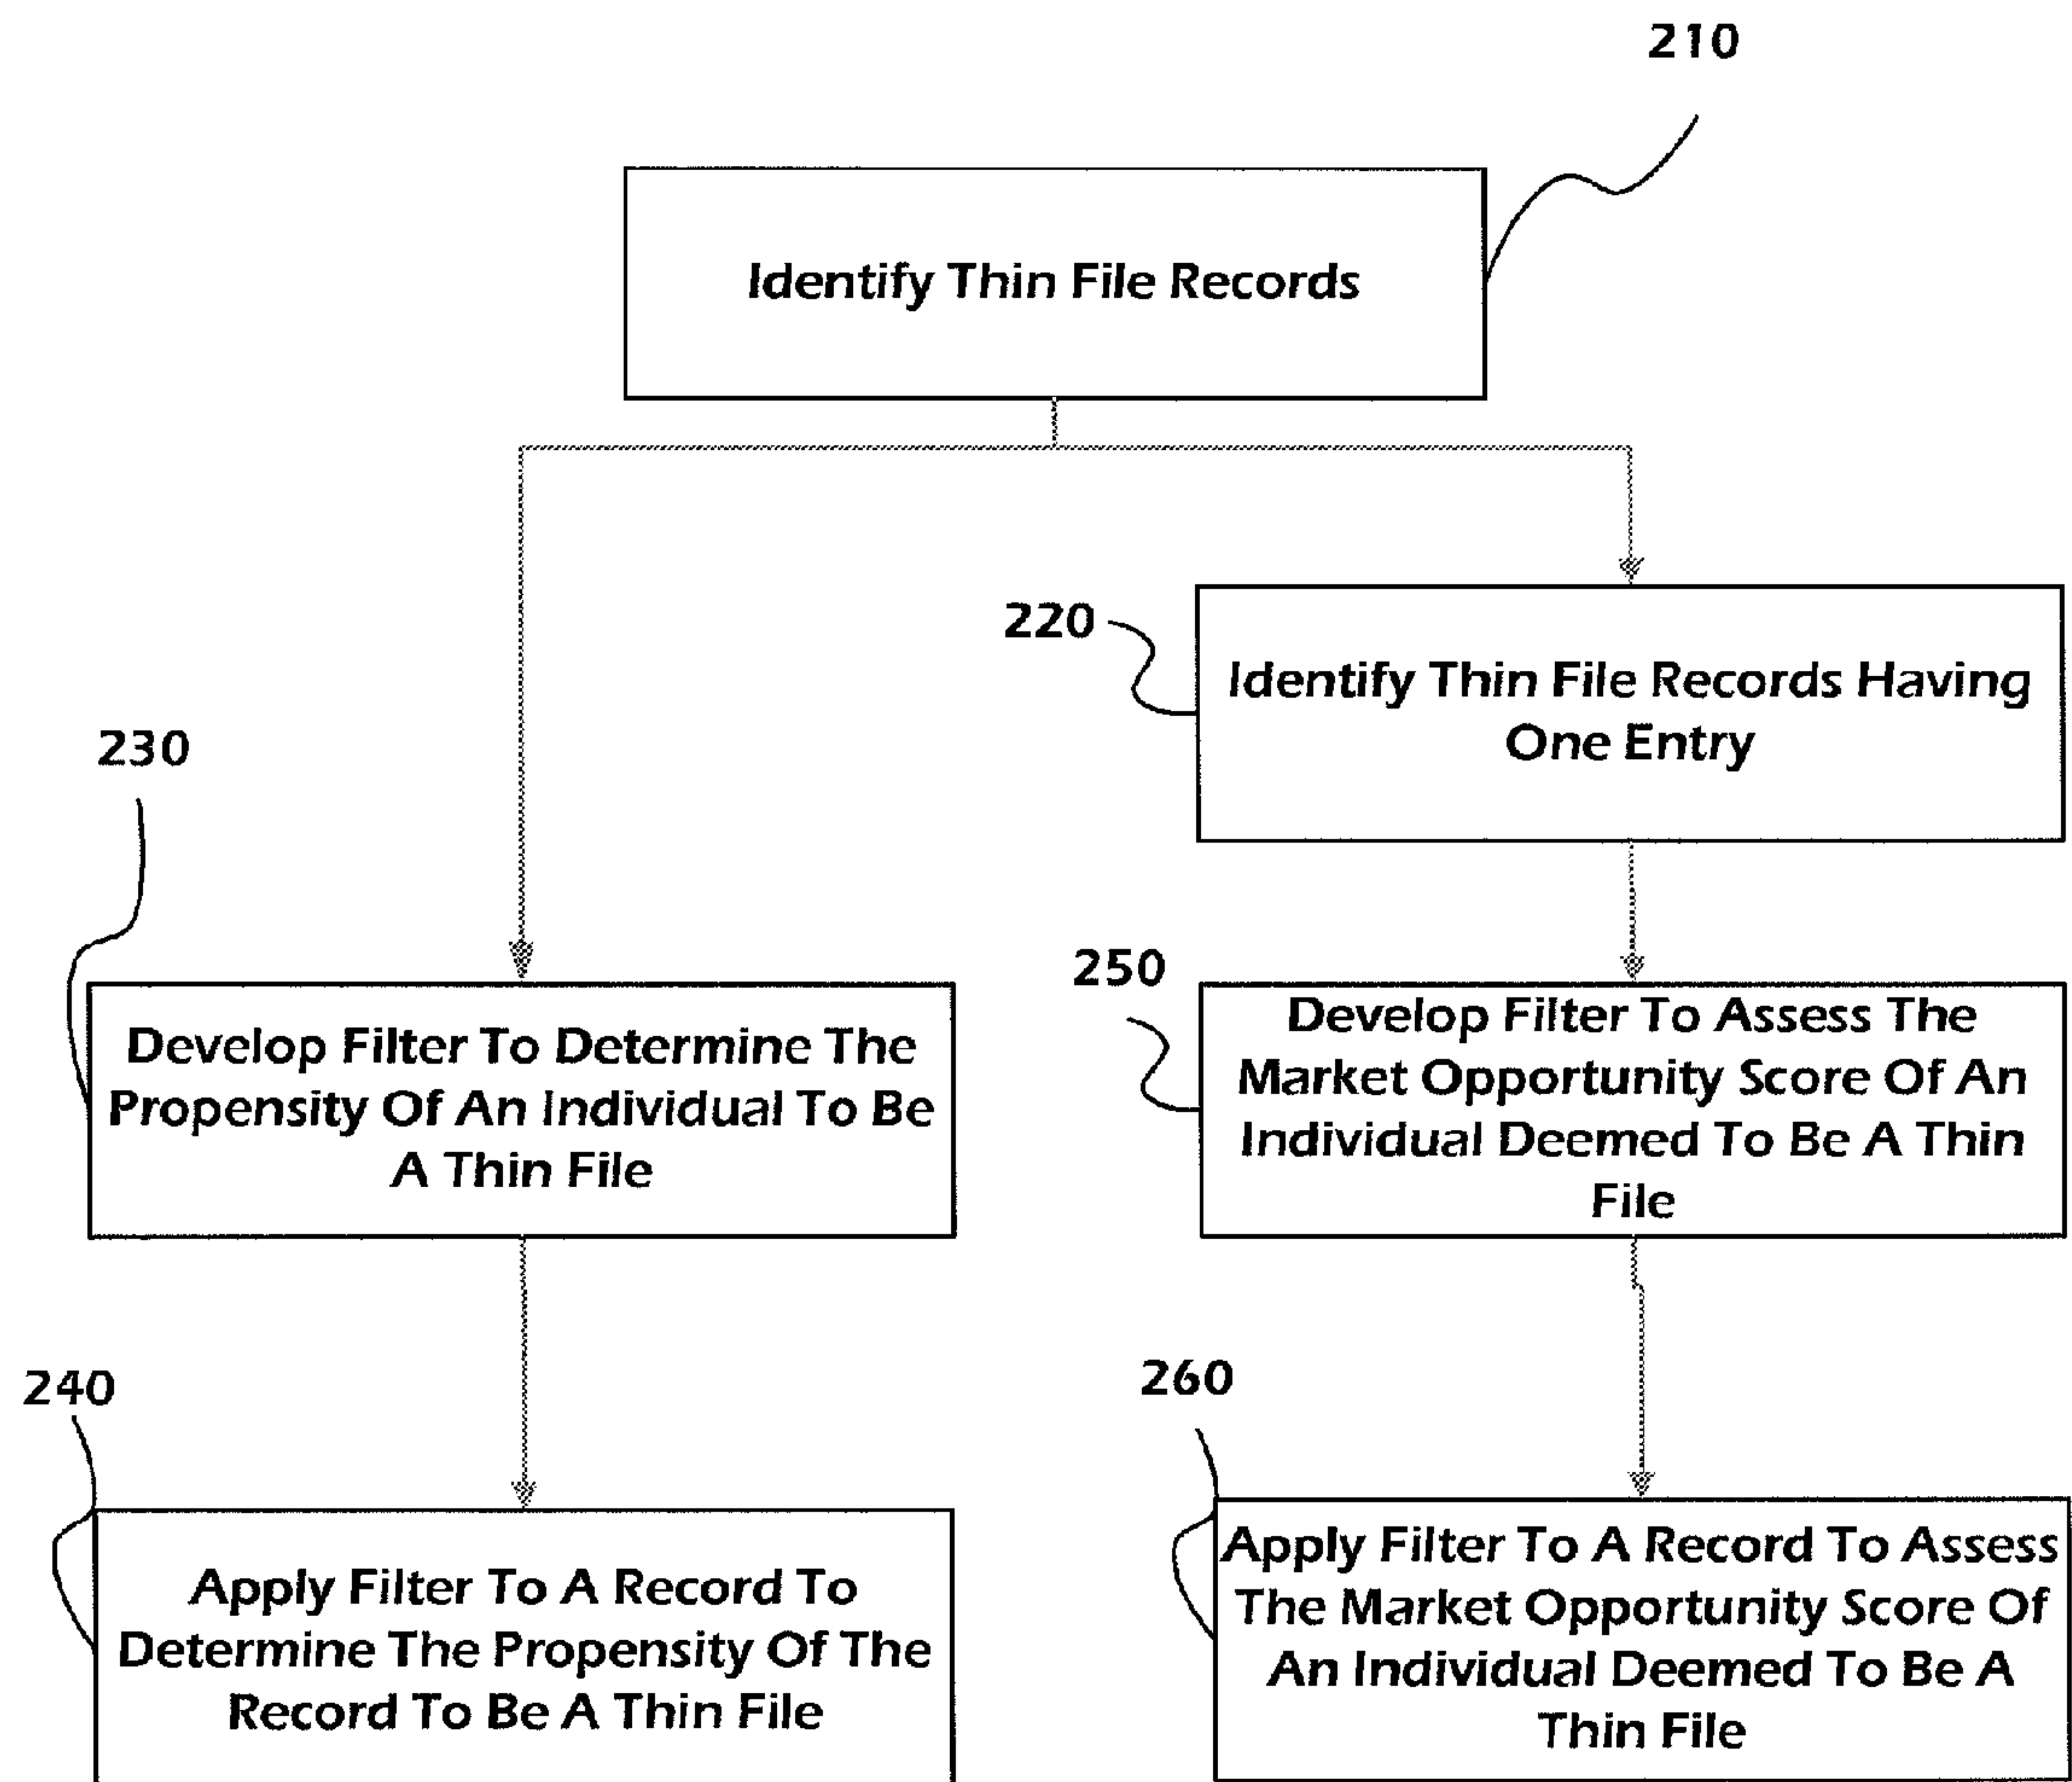 210
Identify Thin File Records
220
Identify Thin File Records Having
One Entry
230
Develop Filter To Determine The
Propensity Of An Individual To Be
A Thin File
250
Develop Filter To Assess The
Market Opportunity Score Of An
Individual Deemed To Be A Thin
File
240
Apply Filter To A Record To
Determine The Propensity Of The
Record To Be A Thin File
260
Apply Filter To A Record To Assess
The Market Opportunity Score Of
An Individual Deemed To Be A
Thin File